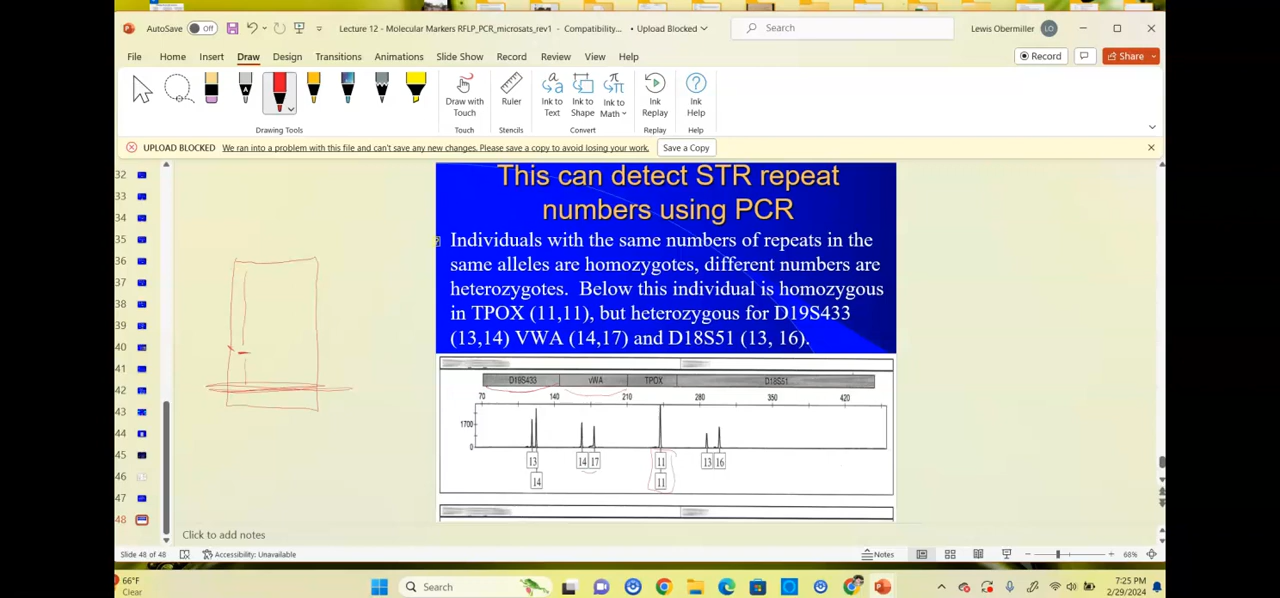 AutoSave Off Lecture 12 - Molecular Markers RFLP_PCR_microsats_rev1 - Compatibility... • Upload Blocked Search Lewis Obermiller LO
File Home Insert Draw Design Transitions Animations Slide Show Record Review View Help Record Share
Draw with Touch
Ruler
Ink to Text
Ink to Shape
Ink to Math
Ink Replay
Ink Help
Drawing Tools Touch Stencils Convert Replay Help
UPLOAD BLOCKED We ran into a problem with this file and can't save any new changes. Please save a copy to avoid losing your work. Save a Copy
32
33
34
35
36
37
38
39
40
41
42
43
44
45
46
47
48
This can detect STR repeat
numbers using PCR
Individuals with the same numbers of repeats in the
same alleles are homozygotes, different numbers are
heterozygotes. Below this individual is homozygous
in TPOX (11,11), but heterozygous for D19S433
(13,14) VWA (14,17) and D18S51 (13, 16).
D19S433 vWA TPOX D18S51
70 140 210 280 350 420
1700
0
13 14 17 11 13 16
14 11
Click to add notes
Slide 48 of 48 Accessibility: Unavailable Notes 68%
66°F
Clear
Search
7:25 PM
2/29/2024